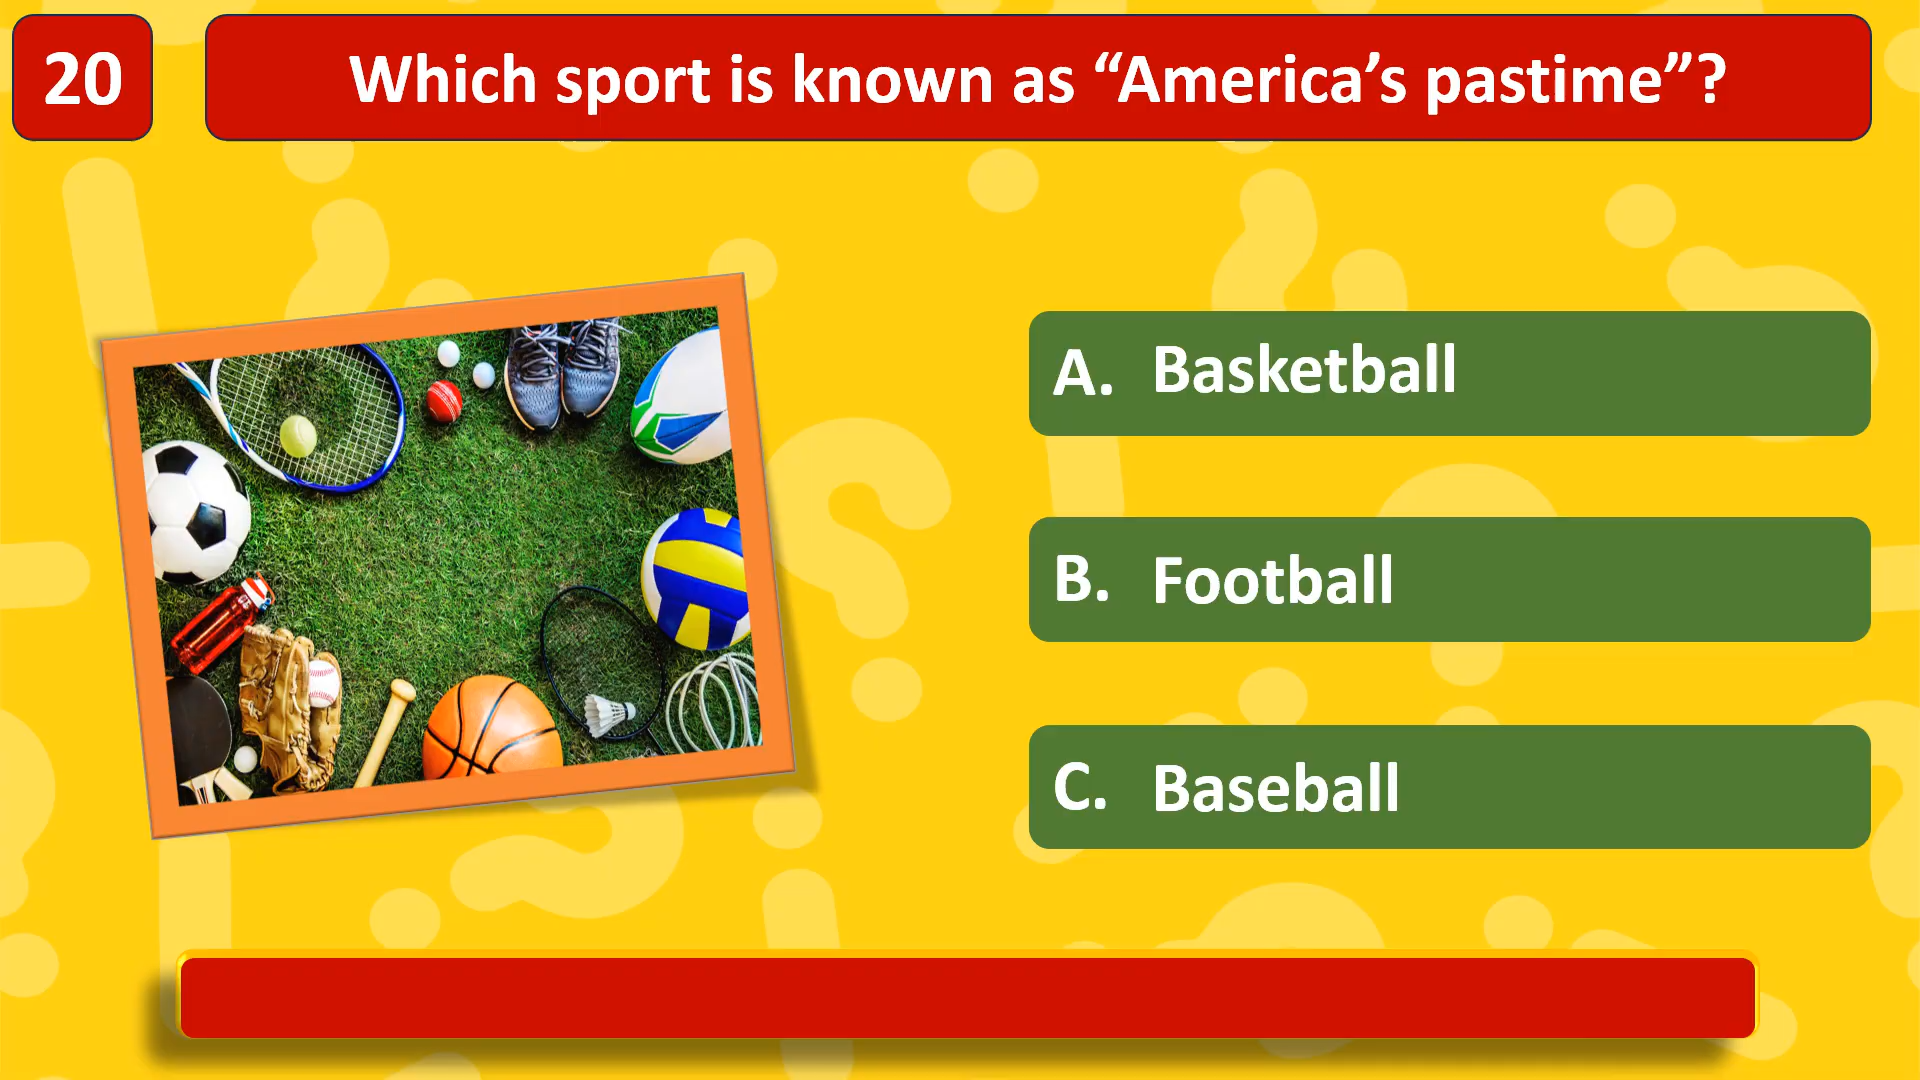 20
Which sport is known as “America’s pastime”?
A. Basketball
B. Football
C. Baseball